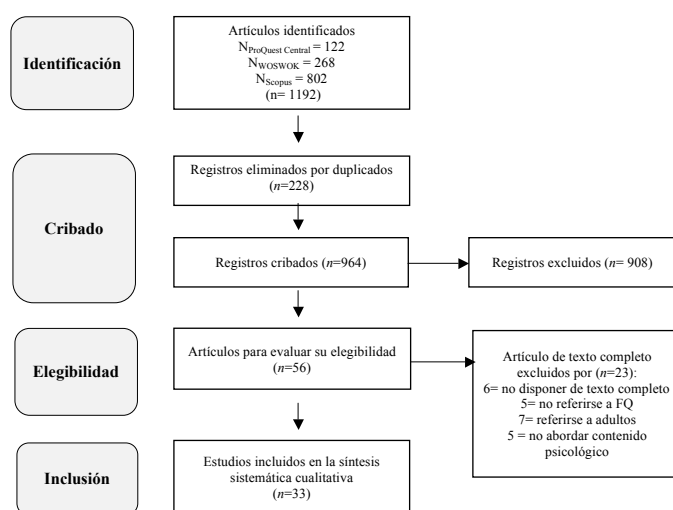 Identificación
Artículos identificados
NProQuest Central = 122
NWOSWOK = 268
NScopus = 802
(n= 1192)
Cribado
Registros eliminados por duplicados
(n=228)
Registros cribados (n=964)
Registros excluidos (n= 908)
Elegibilidad
Artículos para evaluar su elegibilidad
(n=56)
Artículo de texto completo
excluidos por (n=23):
6= no disponer de texto completo
5= no referirse a FQ
7= referirse a adultos
5 = no abordar contenido
psicológico
Inclusión
Estudios incluidos en la síntesis
sistemática cualitativa
(n=33)